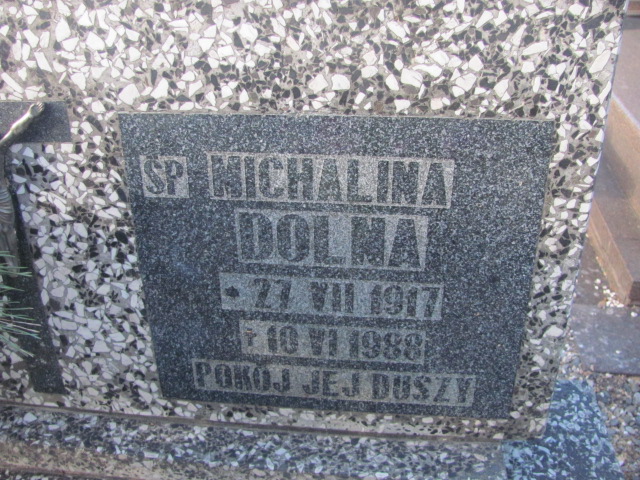 SP MICHALINA
DOLNA
* 27 VII 1917
† 10 VI 1988
POKOJ JEJ DUSZY